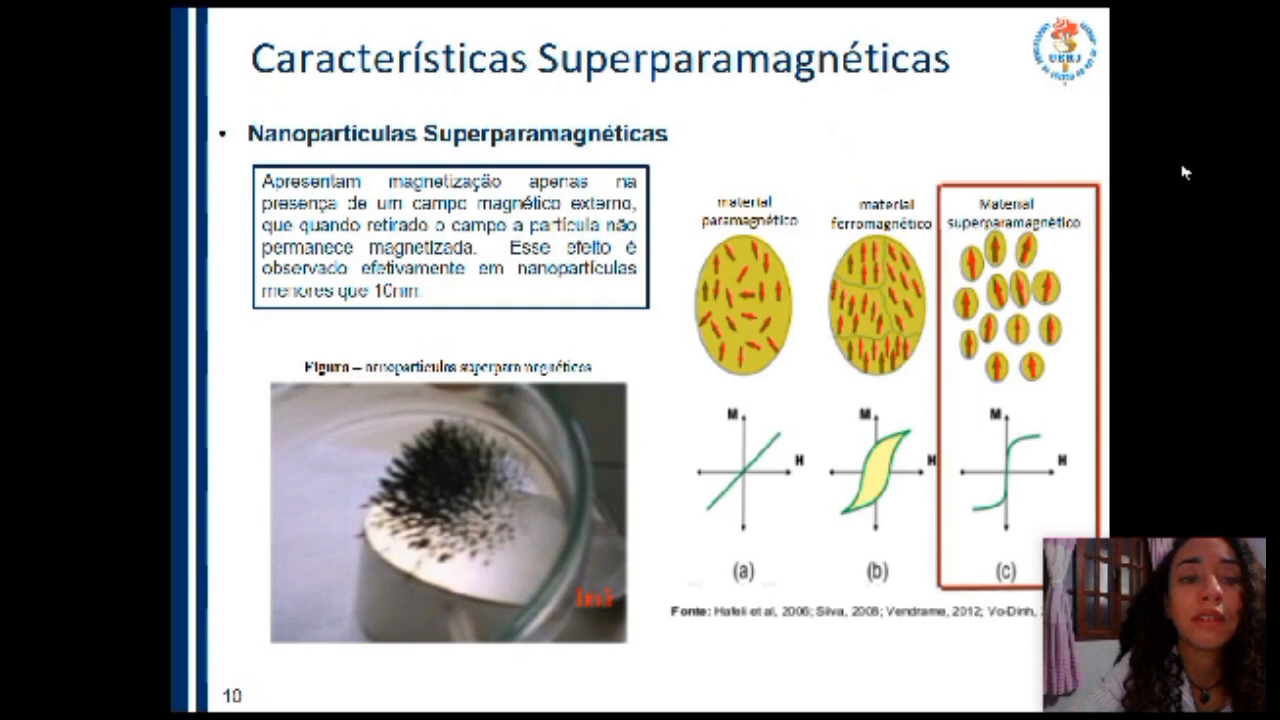 Características Superparamagnéticas
UERJ
• Nanoparticulas Superparamagnéticas
Apresentam magnetização apenas na
presença de um campo magnético externo,
que quando retirado o campo a partícula não
permanece magnetizada. Esse efeito é
observado efetivamente em nanopartículas
menores que 10nm.
Figura – nanopartículas superparamagnéticas
material
paramagnético
material
ferromagnético
Material
superparamagnético
M
H
M
H
M
H
(a)
(b)
(c)
Fonte: Hafeli et al, 2006; Silva, 2008; Vendrame, 2012; Vo-Dinh,
10